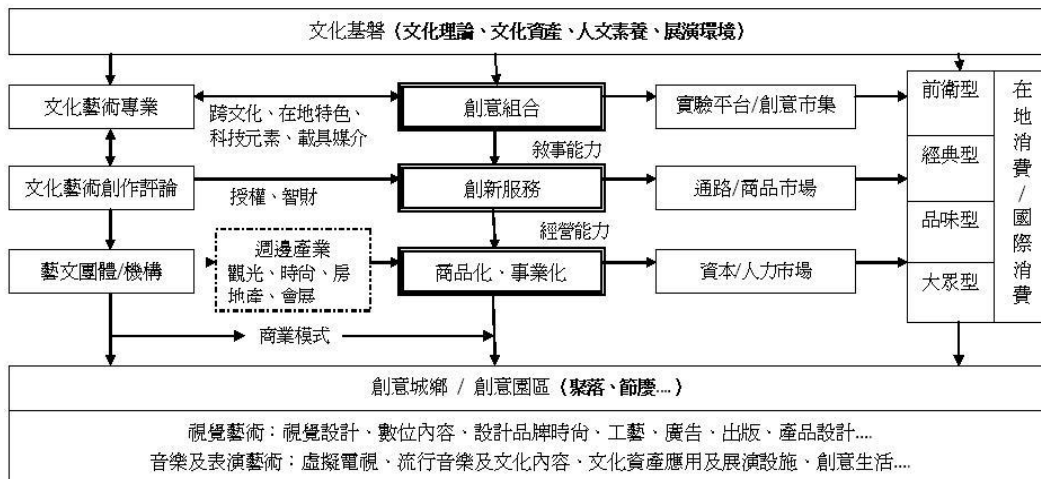 文化基磐（文化理論、文化資產、人文素養、展演環境）
文化藝術專業
跨文化、在地特色、
科技元素、載具媒介
創意組合
實驗平台/創意市集
前衛型
在地消費/國際消費
敘事能力
經典型
文化藝術創作評論
授權、智財
創新服務
通路/商品市場
經營能力
品味型
藝文團體/機構
週邊產業
觀光、時尚、房
地產、會展
商品化、事業化
資本/人力市場
大眾型
商業模式
創意城鄉 / 創意園區（聚落、節慶....）
視覺藝術：視覺設計、數位內容、設計品牌時尚、工藝、廣告、出版、產品設計....
音樂及表演藝術：虛擬電視、流行音樂及文化內容、文化資產應用及展演設施、創意生活....